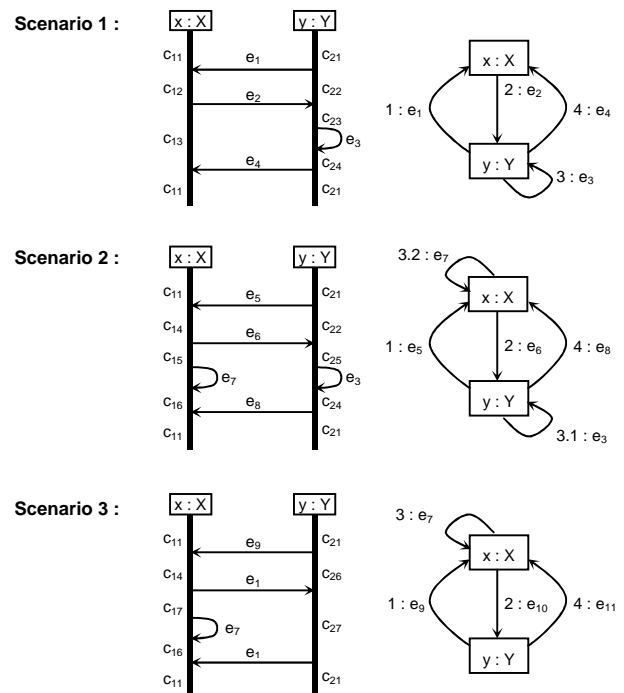 Scenario 1 :
x : X
y : Y
c₁₁
e₁
c₂₁
c₁₂
e₂
c₂₂
c₂₃
c₁₃
e₃
e₄
c₂₄
c₁₁
c₂₁
x : X
1 : e₁
2 : e₂
4 : e₄
y : Y
3 : e₃
Scenario 2 :
x : X
y : Y
c₁₁
e₅
c₂₁
c₁₄
e₆
c₂₂
c₁₅
c₂₅
e₇
e₃
c₁₆
e₈
c₂₄
c₁₁
c₂₁
3.2 : e₇
x : X
1 : e₅
2 : e₆
4 : e₈
y : Y
3.1 : e₃
Scenario 3 :
x : X
y : Y
c₁₁
e₉
c₂₁
c₁₄
e₁
c₂₆
c₁₇
e₇
c₂₇
c₁₆
e₁
c₁₁
c₂₁
3 : e₇
x : X
1 : e₉
2 : e₁₀
4 : e₁₁
y : Y